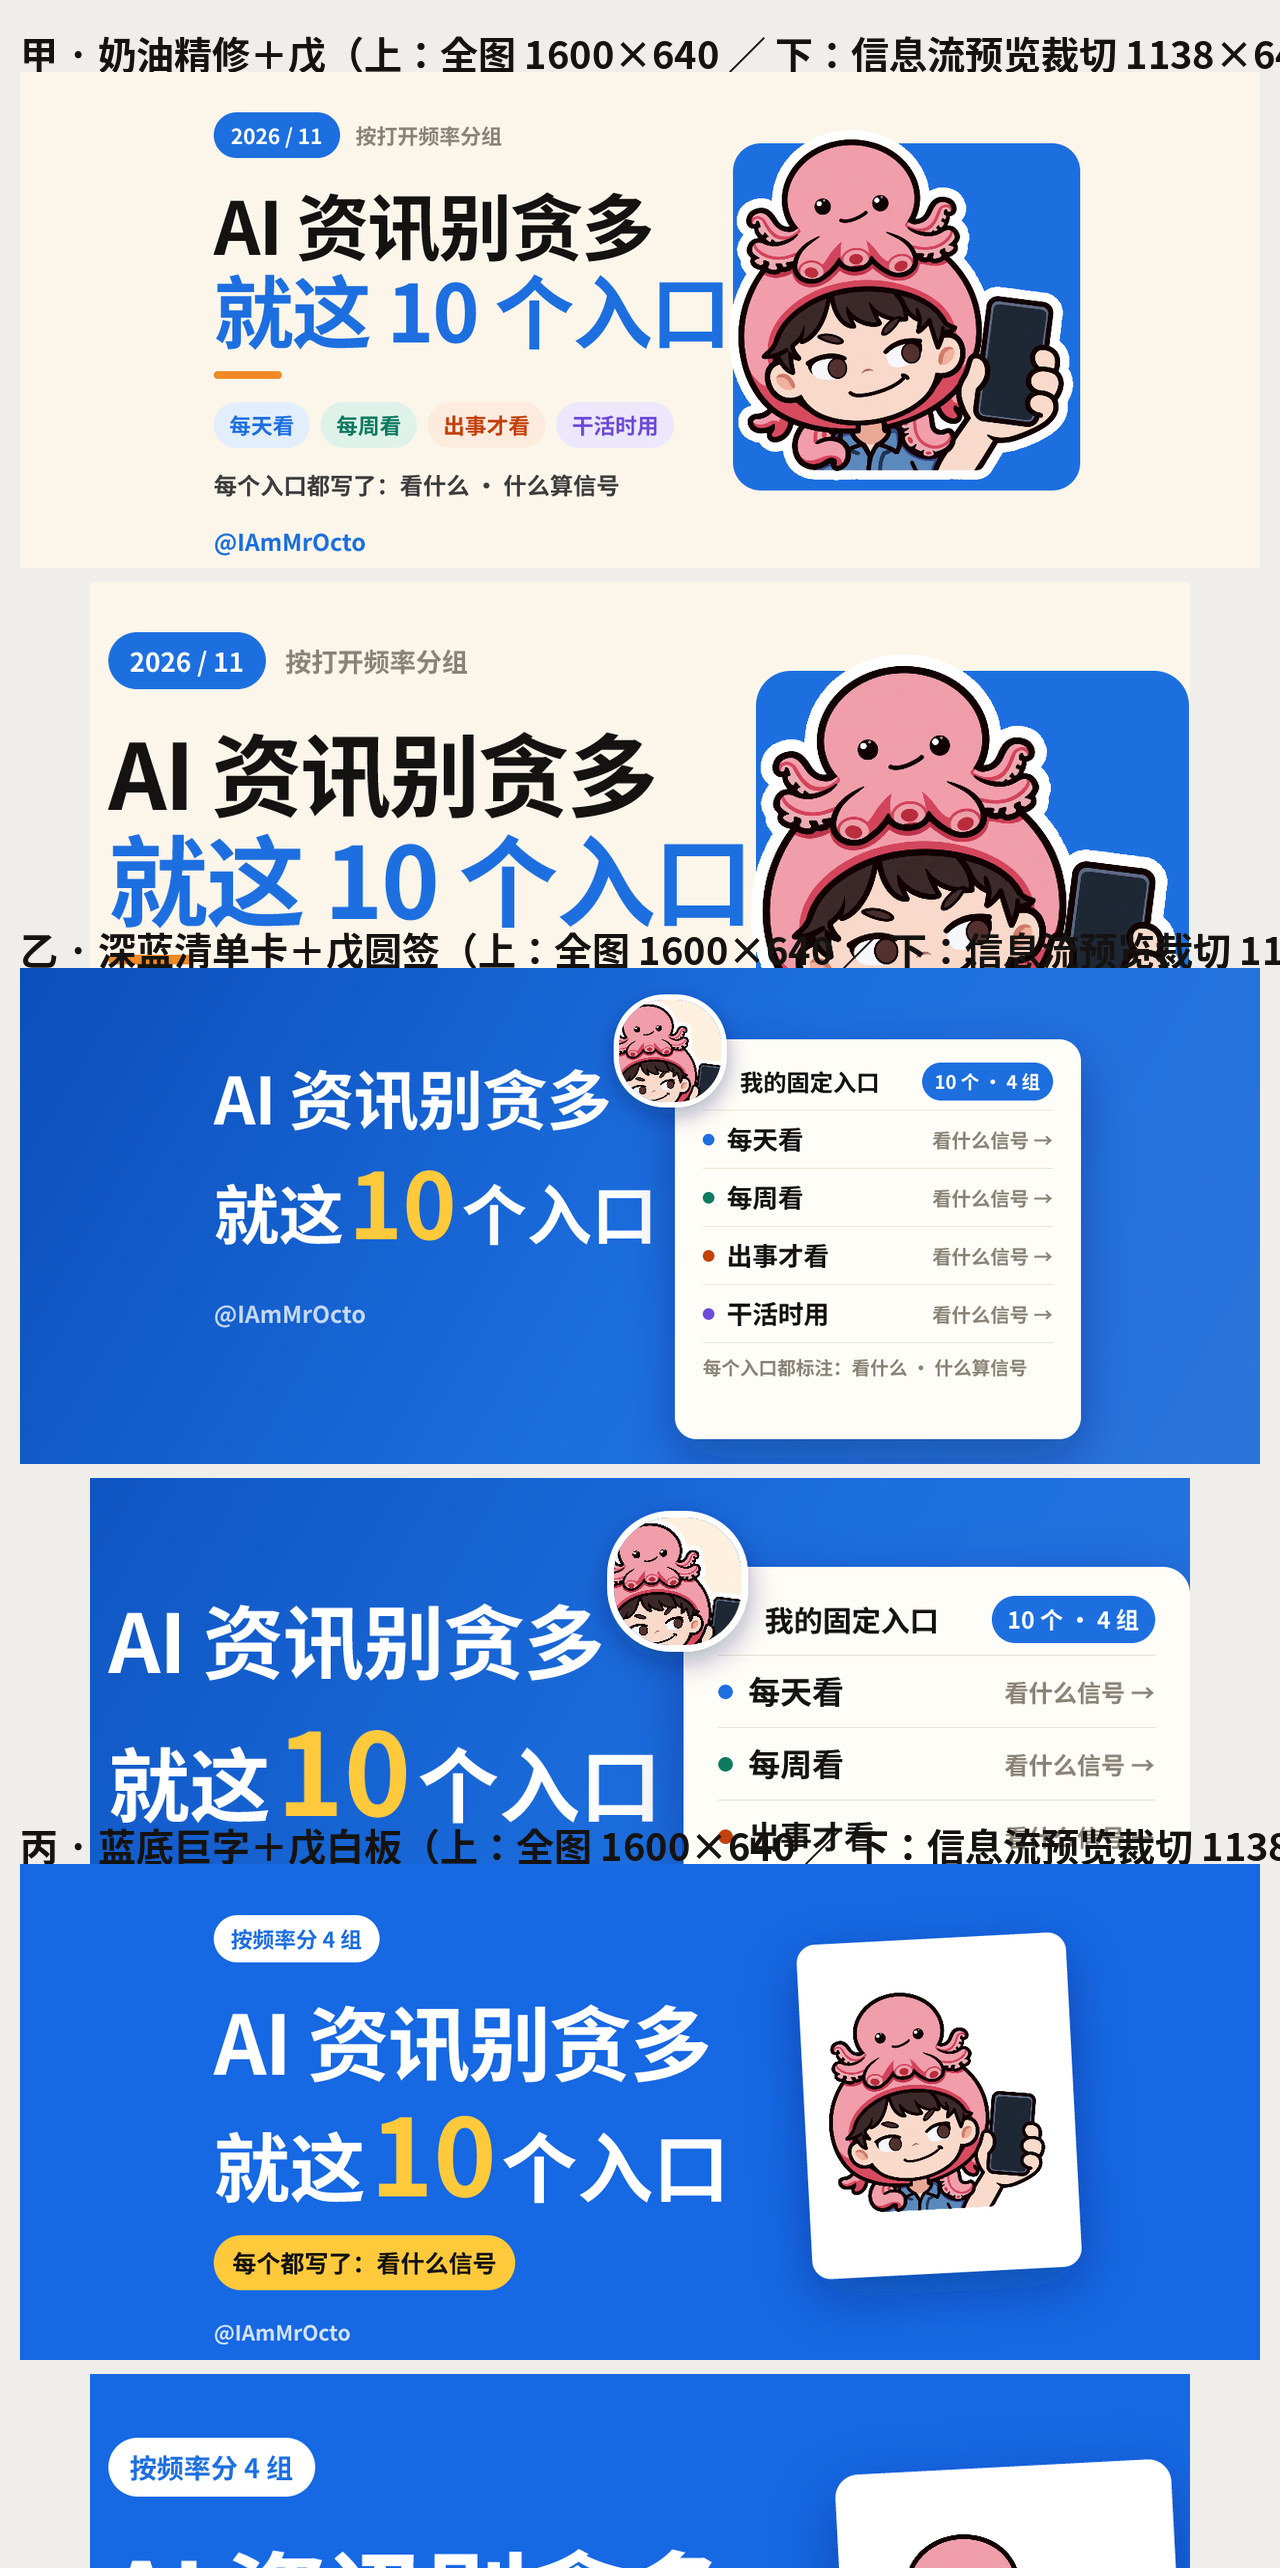 甲 · 奶油精修＋戊（上：全图 1600×640 ／ 下：信息流预览裁切 1138×64
2026 / 11 按打开频率分组
AI 资讯别贪多
就这 10 个入口
每天看 每周看 出事才看 干活时用
每个入口都写了：看什么 · 什么算信号
@IAmMrOcto
2026 / 11 按打开频率分组
AI 资讯别贪多
就这 10 个入口
乙 · 深蓝清单卡＋戊圆签（上：全图 1600×640 ／ 下：信息流预览裁切 11
AI 资讯别贪多
就这 10 个入口
@IAmMrOcto
我的固定入口 10 个 · 4 组
每天看 看什么信号 →
每周看 看什么信号 →
出事才看 看什么信号 →
干活时用 看什么信号 →
每个入口都标注：看什么 · 什么算信号
AI 资讯别贪多
就这 10 个入口
我的固定入口 10 个 · 4 组
每天看 看什么信号 →
每周看 看什么信号 →
出事才看
丙 · 蓝底巨字＋戊白板（上：全图 1600×640 ／ 下：信息流预览裁切 1138
按频率分 4 组
AI 资讯别贪多
就这 10 个入口
每个都写了：看什么信号
@IAmMrOcto
按频率分 4 组